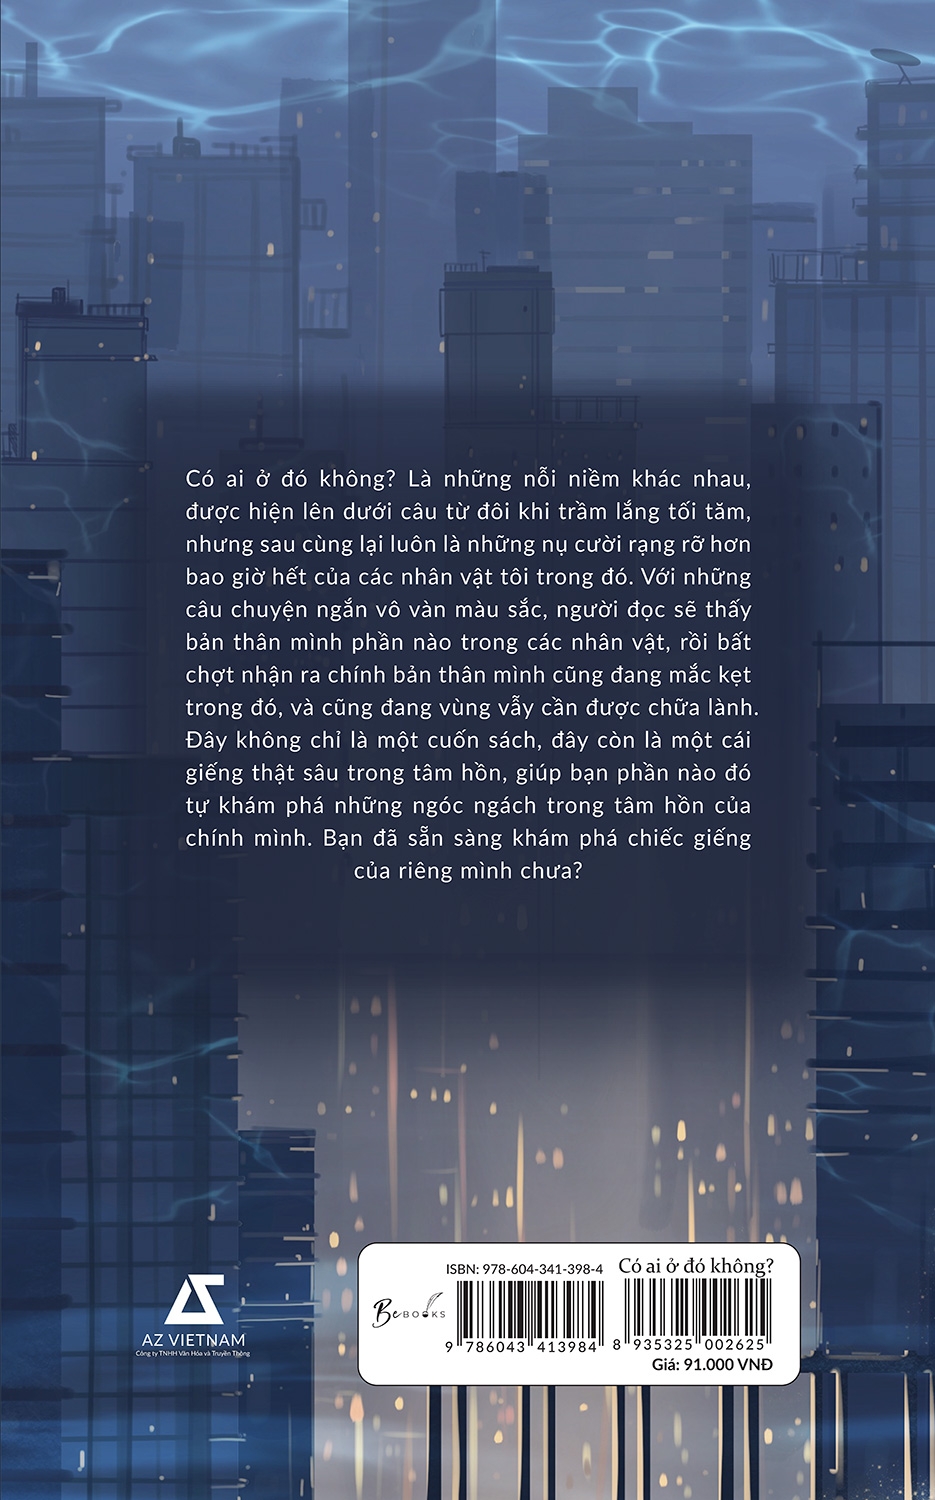 Có ai ở đó không? Là những nỗi niềm khác nhau,
được hiện lên dưới câu từ đôi khi trầm lắng tối tăm,
nhưng sau cùng lại luôn là những nụ cười rạng rỡ hơn
bao giờ hết của các nhân vật tôi trong đó. Với những
câu chuyện ngắn vô vàn màu sắc, người đọc sẽ thấy
bản thân mình phần nào trong các nhân vật, rồi bất
chợt nhận ra chính bản thân mình cũng đang mắc kẹt
trong đó, và cũng đang vùng vẫy cần được chữa lành.
Đây không chỉ là một cuốn sách, đây còn là một cái
giếng thật sâu trong tâm hồn, giúp bạn phần nào đó
tự khám phá những ngóc ngách trong tâm hồn của
chính mình. Bạn đã sẵn sàng khám phá chiếc giếng
của riêng mình chưa?
AZ VIETNAM
Công ty TNHH Văn Hóa và Truyền Thông
Be BOOKS
ISBN: 978-604-341-398-4
9 786043 413984
Có ai ở đó không?
8 935325 002625
Giá: 91.000 VNĐ